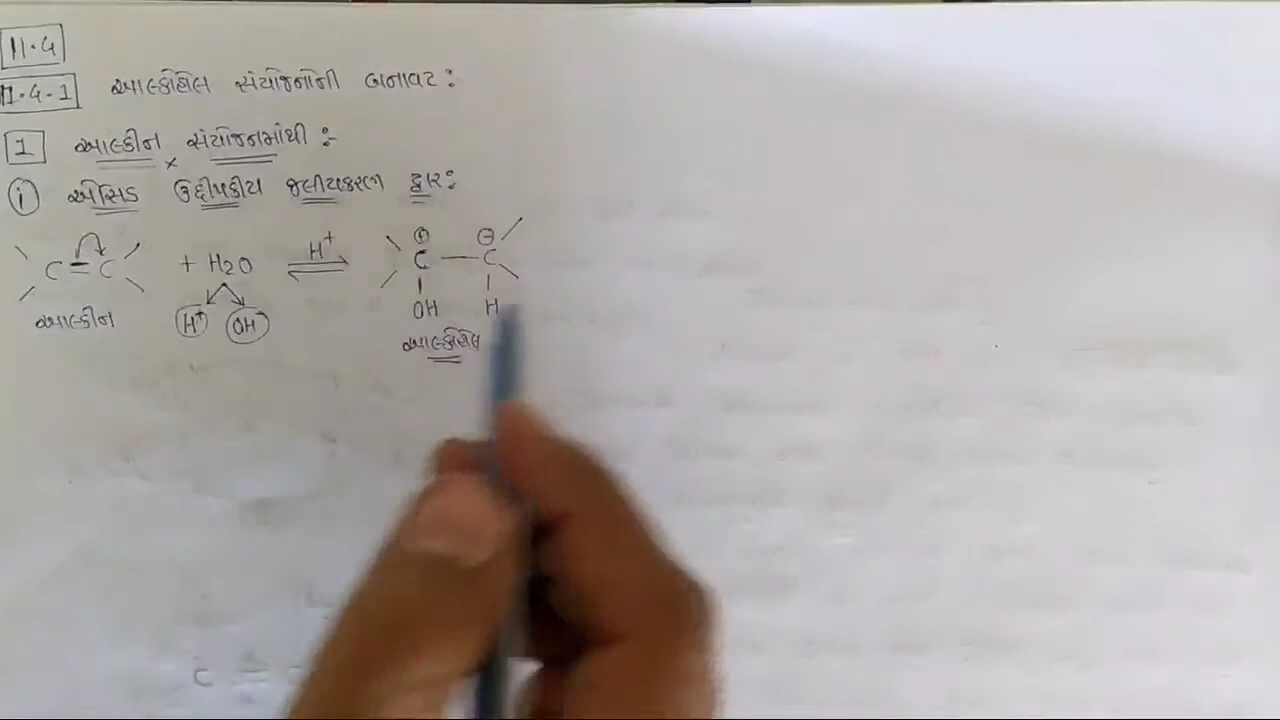 11.4
11.4.1 આલ્કોહોલ સંયોજનોની બનાવટ :
1 આલ્કીન સંયોજનમાંથી :-
i એસિડ ઉદ્દીપકીય જલીયકરણ દ્વાર :
C = C + H2O H+ C — C
H+ OH- OH H
આલ્કીન આલ્કોહોલ
C =